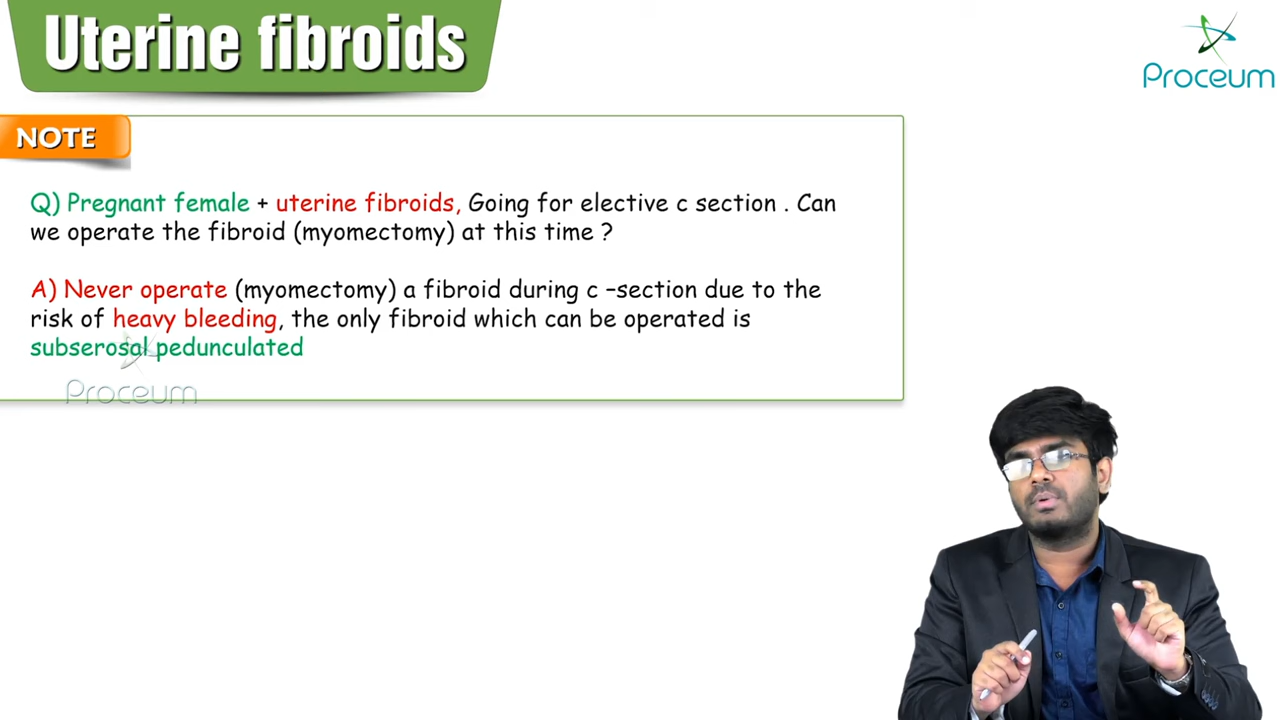 Uterine fibroids
Proceum
NOTE
Q) Pregnant female + uterine fibroids, Going for elective c section . Can
we operate the fibroid (myomectomy) at this time ?
A) Never operate (myomectomy) a fibroid during c –section due to the
risk of heavy bleeding, the only fibroid which can be operated is
subserosal pedunculated
Proceum